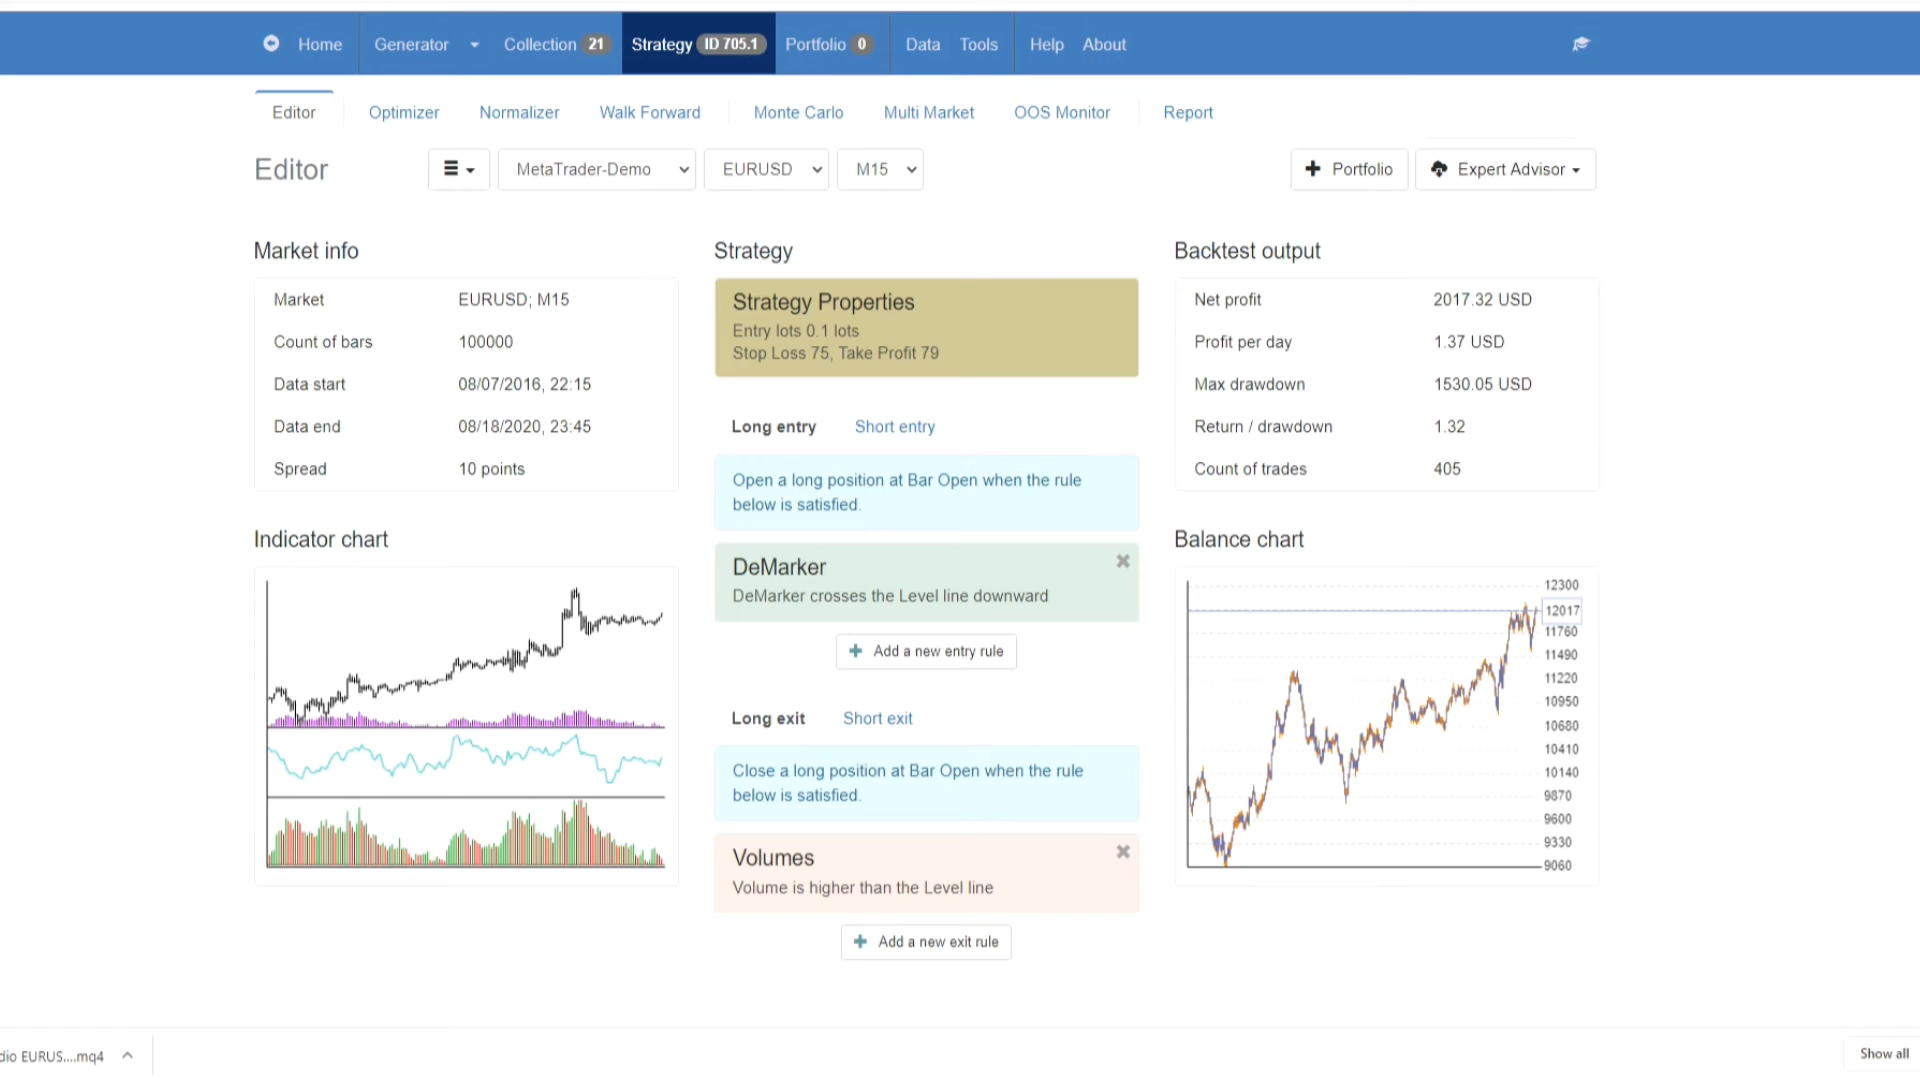 Home Generator Collection 21 Strategy ID 705.1 Portfolio 0 Data Tools Help About
Editor Optimizer Normalizer Walk Forward Monte Carlo Multi Market OOS Monitor Report
Editor MetaTrader-Demo EURUSD M15 Portfolio Expert Advisor
Market info
Market EURUSD; M15
Count of bars 100000
Data start 08/07/2016, 22:15
Data end 08/18/2020, 23:45
Spread 10 points
Indicator chart
Strategy
Strategy Properties
Entry lots 0.1 lots
Stop Loss 75, Take Profit 79
Long entry Short entry
Open a long position at Bar Open when the rule
below is satisfied.
DeMarker
DeMarker crosses the Level line downward
Add a new entry rule
Long exit Short exit
Close a long position at Bar Open when the rule
below is satisfied.
Volumes
Volume is higher than the Level line
Add a new exit rule
Backtest output
Net profit 2017.32 USD
Profit per day 1.37 USD
Max drawdown 1530.05 USD
Return / drawdown 1.32
Count of trades 405
Balance chart
12300
12017
11760
11490
11220
10950
10680
10410
10140
9870
9600
9330
9060
dio EURUS....mq4
Show all